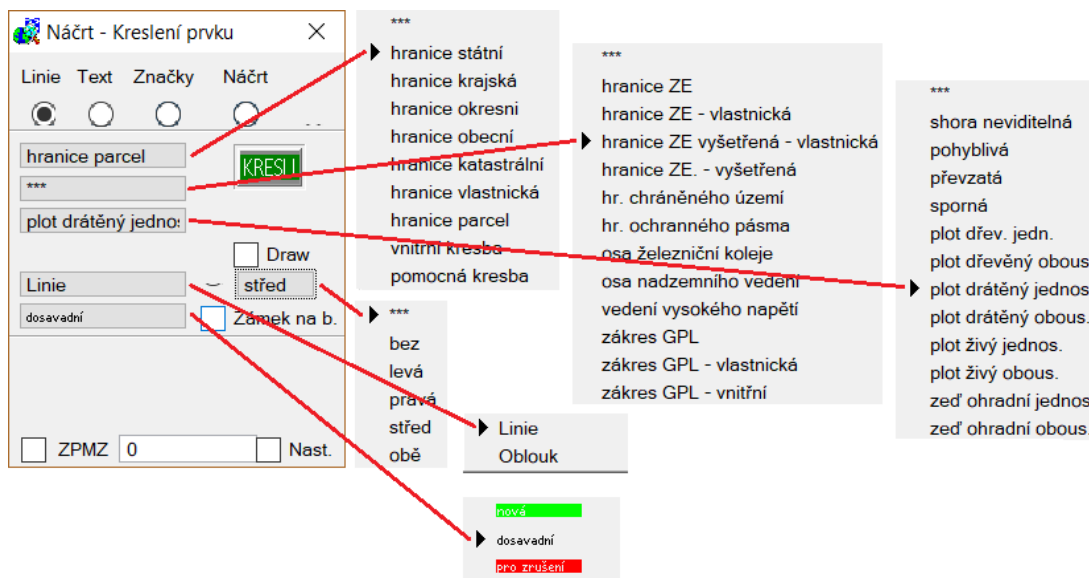 Náčrt - Kreslení prvku
Linie Text Značky Náčrt
hranice parcel
KRESLI
***
plot drátěný jedno
Draw
Linie
střed
dosavadní
Zámek na b.
ZPMZ 0 Nast.
***
hranice státní
hranice krajská
hranice okresni
hranice obecní
hranice katastrální
hranice vlastnická
hranice parcel
vnitrni kresba
pomocná kresba
***
bez
levá
pravá
střed
obě
***
hranice ZE
hranice ZE - vlastnická
hranice ZE vyšetřená - vlastnická
hranice ZE. - vyšetřená
hr. chráněného území
hr. ochranného pásma
osa železniční koleje
osa nadzemního vedení
vedení vysokého napětí
zákres GPL
zákres GPL - vlastnická
zákres GPL - vnitřní
Linie
Oblouk
nová
dosavadní
pro zrušení
***
shora neviditelná
pohyblivá
převzatá
sporná
plot dřev. jedn.
plot dřevěný obous
plot drátěný jednos
plot drátěný obous.
plot živý jednos.
plot živý obous.
zeď ohradní jednos
zeď ohradní obous.